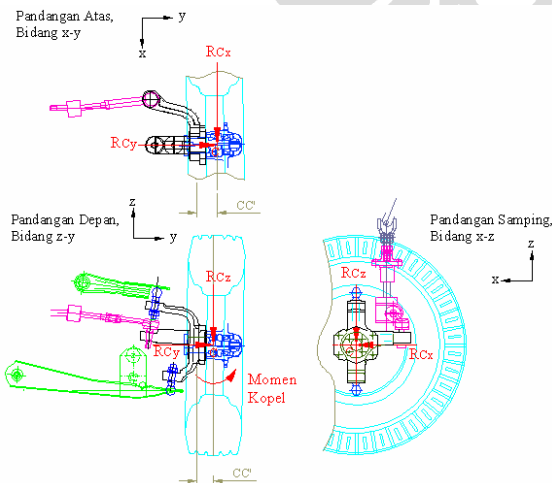 Pandangan Atas,
Bidang x-y
y
x
RCx
RCy
CC'
Pandangan Depan,
Bidang z-y
z
y
RCz
RCy
Momen
Kopel
CC'
Pandangan Samping,
Bidang x-z
z
x
RCz
RCx